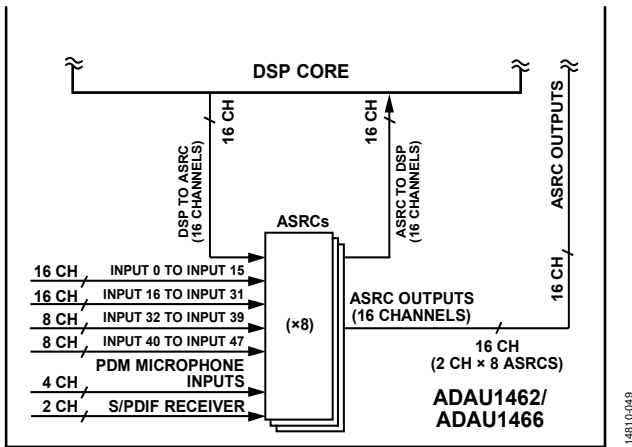 DSP CORE
16 CH
16 CH
DSP TO ASRC
(16 CHANNELS)
ASRC TO DSP
(16 CHANNELS)
ASRC OUTPUTS
ASRCs
16 CH
INPUT 0 TO INPUT 15
16 CH
INPUT 16 TO INPUT 31
8 CH
INPUT 32 TO INPUT 39
8 CH
INPUT 40 TO INPUT 47
4 CH
PDM MICROPHONE
INPUTS
2 CH
S/PDIF RECEIVER
(×8)
ASRC OUTPUTS
(16 CHANNELS)
16 CH
16 CH
(2 CH × 8 ASRCS)
ADAU1462/
ADAU1466
14810-049